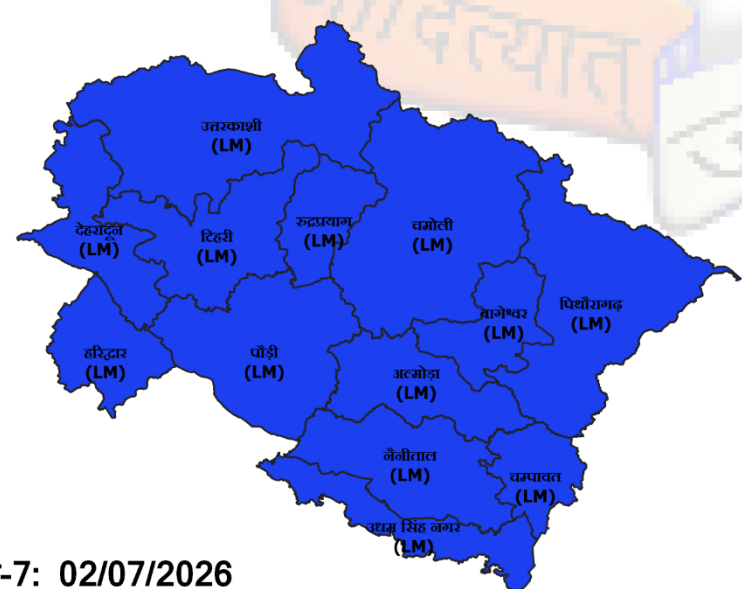 उत्तरकाशी
(LM)
देहरादून
(LM)
टिहरी
(LM)
रुद्रप्रयाग
(LM)
चमोली
(LM)
पिथौरागढ़
(LM)
बागेश्वर
(LM)
हरिद्वार
(LM)
पौड़ी
(LM)
अल्मोड़ा
(LM)
नैनीताल
(LM)
चम्पावत
(LM)
उधम सिंह नगर
(LM)
-7: 02/07/2026